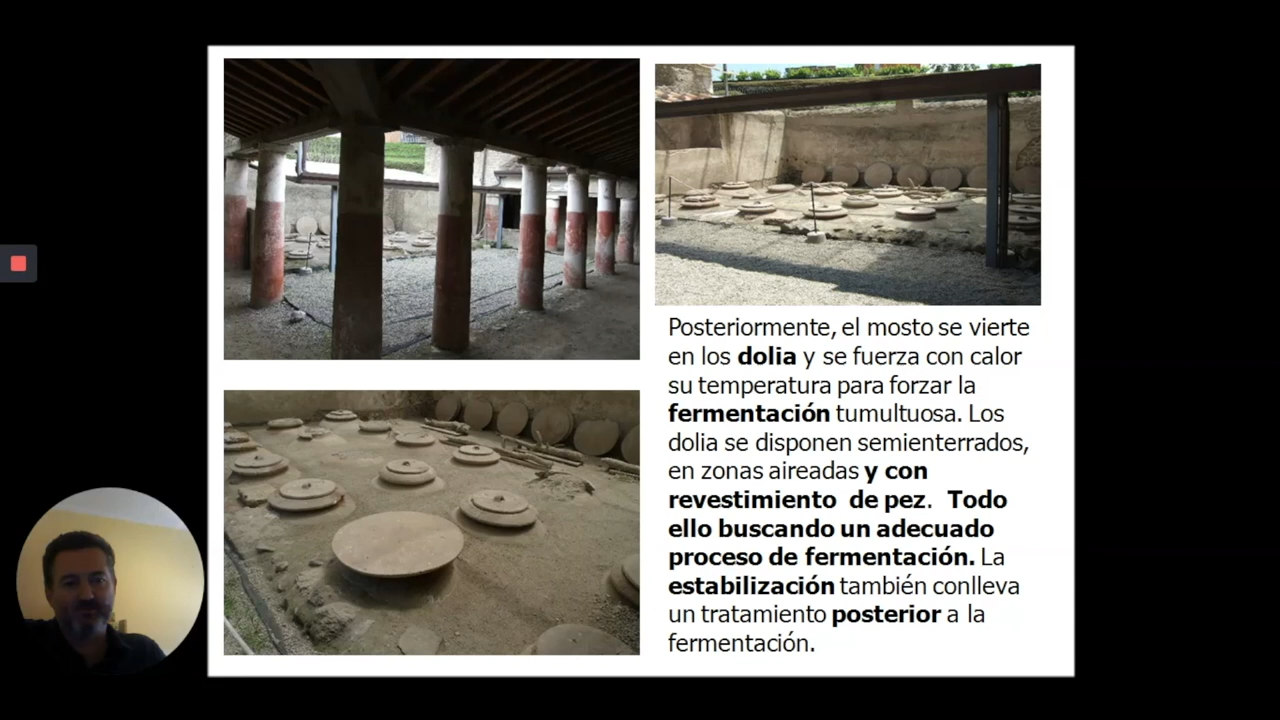 Posteriormente, el mosto se vierte
en los dolia y se fuerza con calor
su temperatura para forzar la
fermentación tumultuosa. Los
dolia se disponen semienterrados,
en zonas aireadas y con
revestimiento de pez. Todo
ello buscando un adecuado
proceso de fermentación. La
estabilización también conlleva
un tratamiento posterior a la
fermentación.